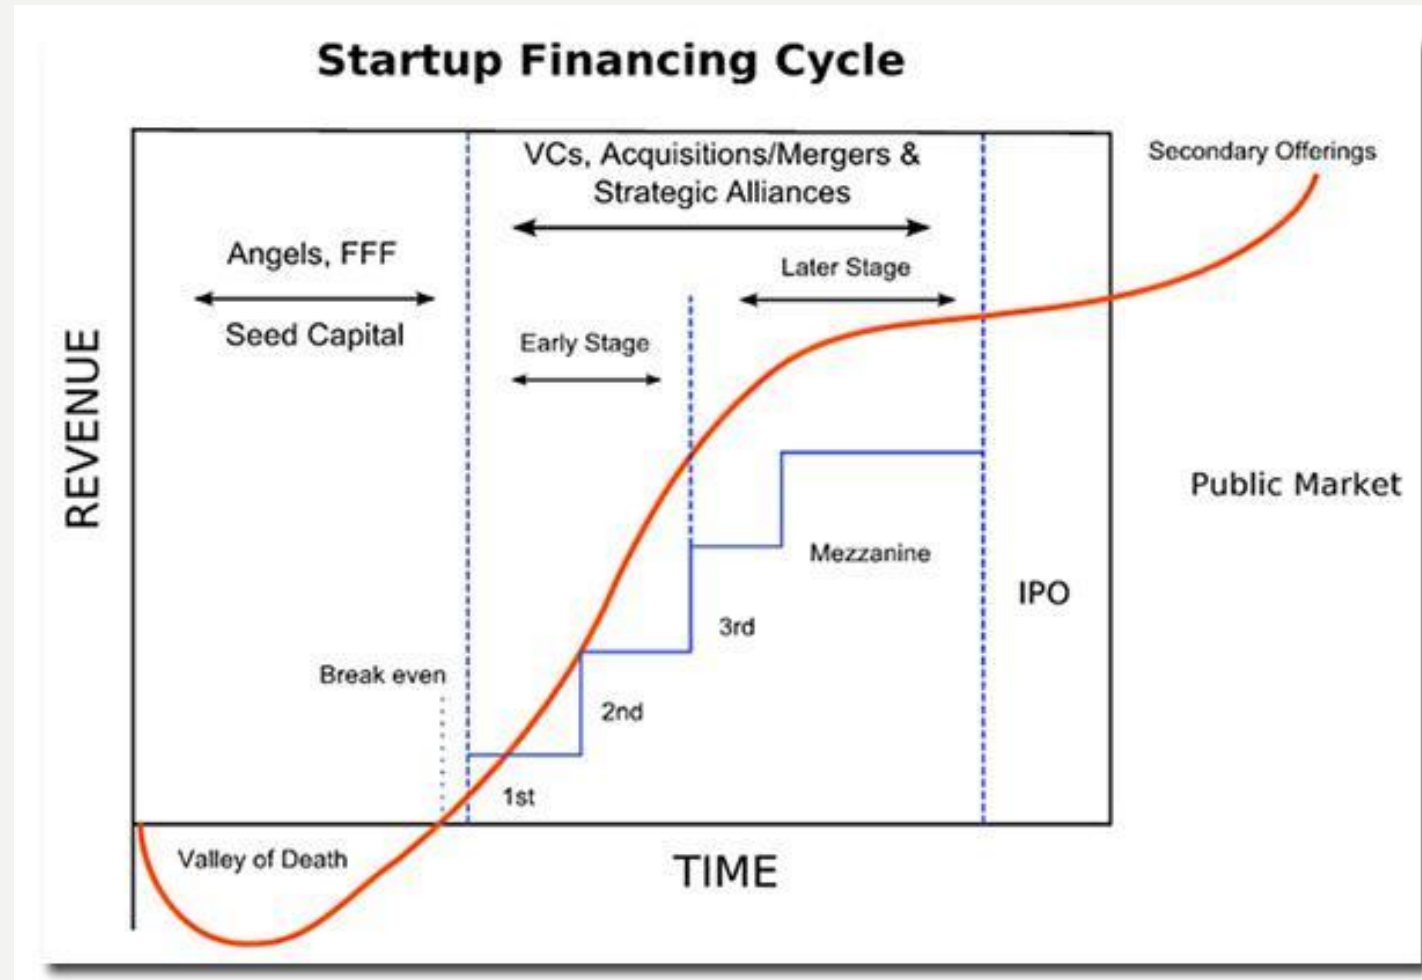 Startup Financing Cycle
VCs, Acquisitions/Mergers &
Strategic Alliances
Secondary Offerings
Angels, FFF
Seed Capital
Later Stage
Early Stage
REVENUE
Public Market
Mezzanine
IPO
3rd
Break even
2nd
1st
Valley of Death
TIME